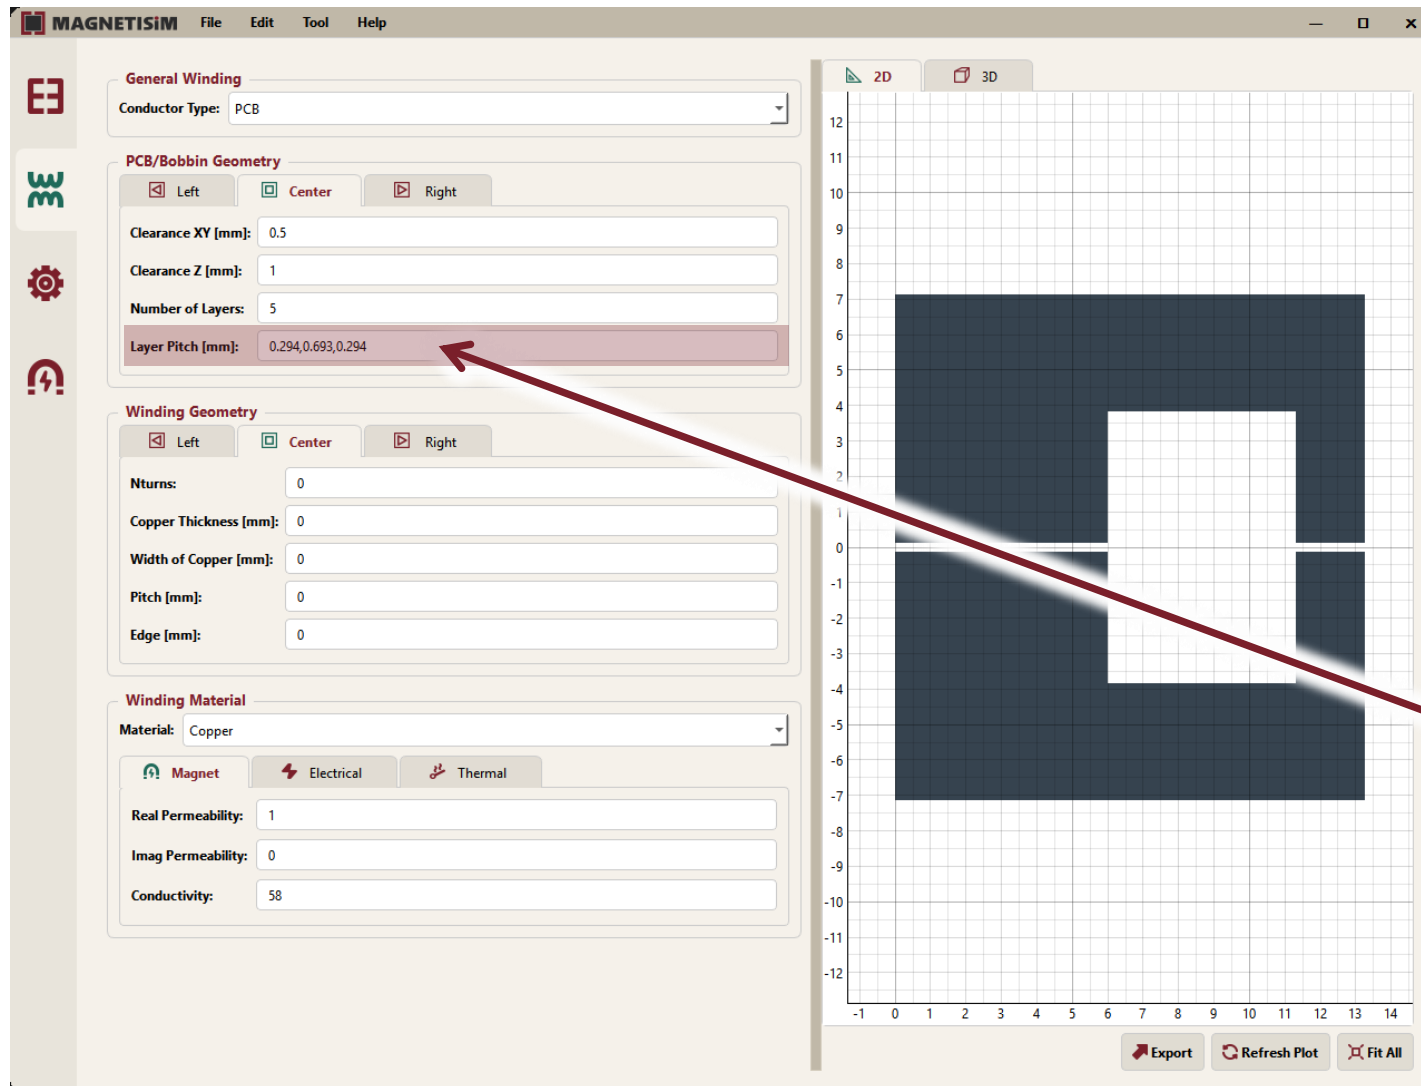 MAGNETISiM File Edit Tool Help
General Winding
Conductor Type: PCB
PCB/Bobbin Geometry
Left Center Right
Clearance XY [mm]: 0.5
Clearance Z [mm]: 1
Number of Layers: 5
Layer Pitch [mm]: 0.294,0.693,0.294
Winding Geometry
Left Center Right
Nturns: 0
Copper Thickness [mm]: 0
Width of Copper [mm]: 0
Pitch [mm]: 0
Edge [mm]: 0
Winding Material
Material: Copper
Magnet Electrical Thermal
Real Permeability: 1
Imag Permeability: 0
Conductivity: 58
2D 3D
12
11
10
9
8
7
6
5
4
3
2
1
0
-1
-2
-3
-4
-5
-6
-7
-8
-9
-10
-11
-12
-1 0 1 2 3 4 5 6 7 8 9 10 11 12 13 14
Export Refresh Plot Fit All